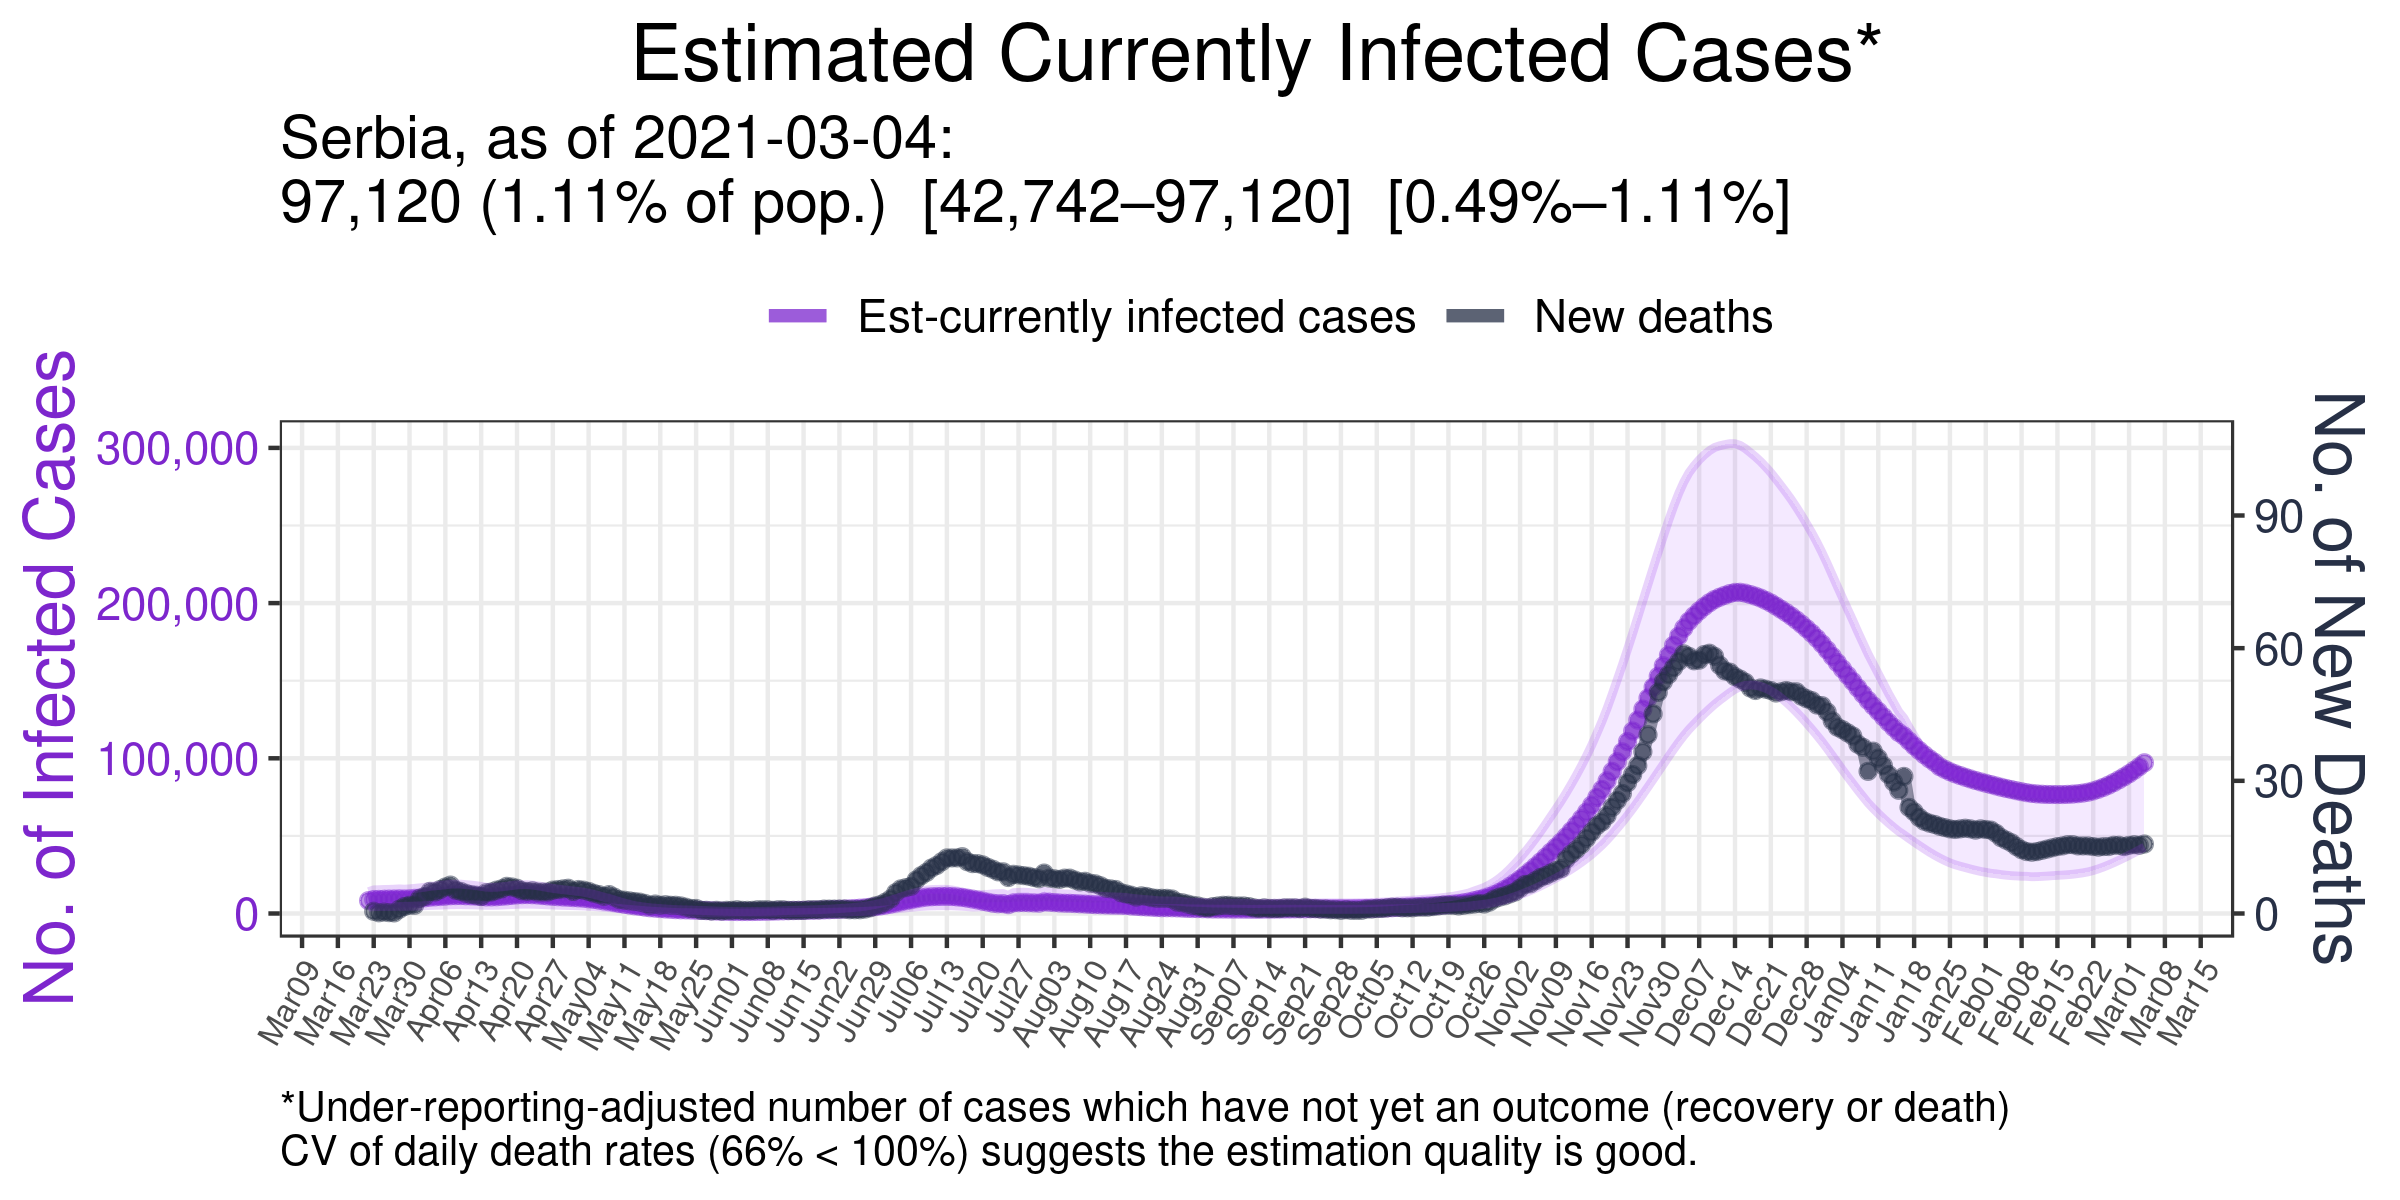 Estimated Currently Infected Cases*
Serbia, as of 2021-03-04:
97,120 (1.11% of pop.)  [42,742–97,120]  [0.49%–1.11%]
Est-currently infected cases New deaths
No. of Infected Cases
300,000
200,000
100,000
0
90
60
30
0
No. of New Deaths
Mar09 Mar16 Mar23 Mar30 Apr06 Apr13 Apr20 Apr27 May04 May11 May18 May25 Jun01 Jun08 Jun15 Jun22 Jun29 Jul06 Jul13 Jul20 Jul27 Aug03 Aug10 Aug17 Aug24 Aug31 Sep07 Sep14 Sep21 Sep28 Oct05 Oct12 Oct19 Oct26 Nov02 Nov09 Nov16 Nov23 Nov30 Dec07 Dec14 Dec21 Dec28 Jan04 Jan11 Jan18 Jan25 Feb01 Feb08 Feb15 Feb22 Mar01 Mar08 Mar15
*Under-reporting-adjusted number of cases which have not yet an outcome (recovery or death)
CV of daily death rates (66% < 100%) suggests the estimation quality is good.